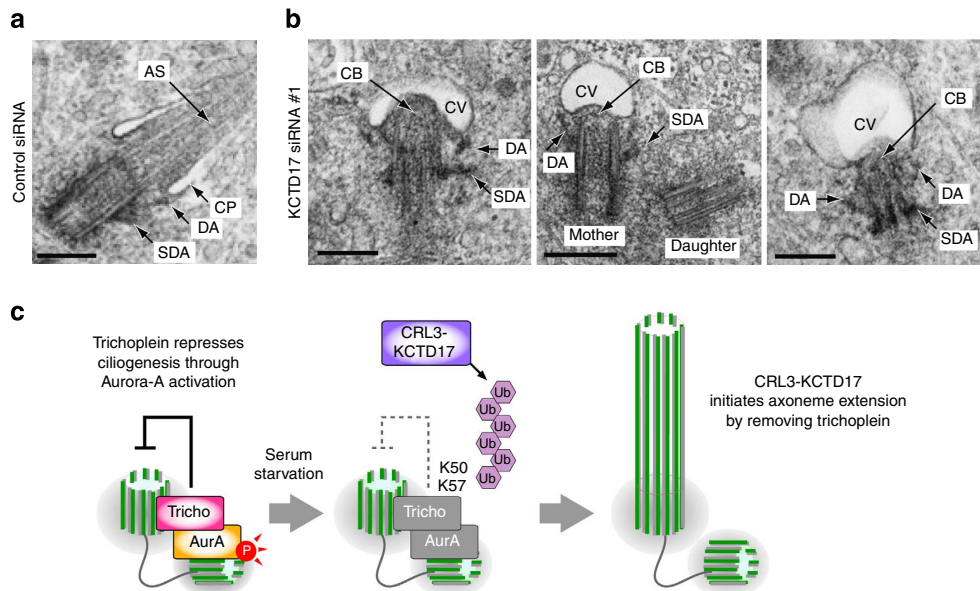 a
Control siRNA
AS
CP
DA
SDA
b
KCTD17 siRNA #1
CB
CV
DA
SDA
CB
CV
SDA
DA
Mother
Daughter
CB
CV
DA
DA
SDA
c
Trichoplein represses
ciliogenesis through
Aurora-A activation
Tricho
AurA
P
Serum
starvation
CRL3-
KCTD17
Ub
Ub
Ub
Ub
Ub
Ub
K50
K57
Tricho
AurA
CRL3-KCTD17
initiates axoneme extension
by removing trichoplein